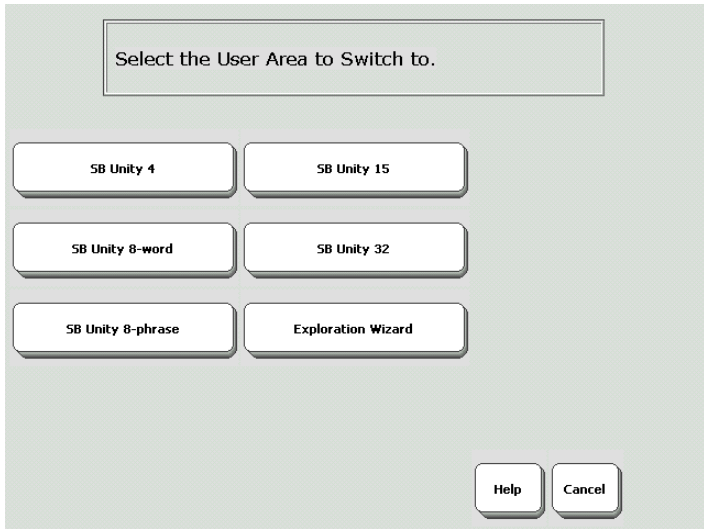 Select the User Area to Switch to.
SB Unity 4
SB Unity 15
SB Unity 8-word
SB Unity 32
SB Unity 8-phrase
Exploration Wizard
Help
Cancel